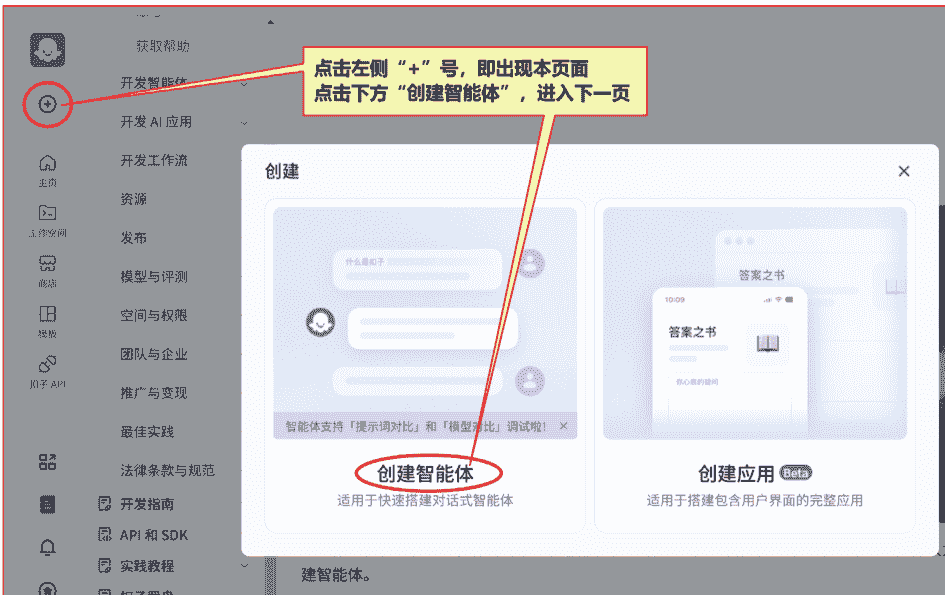 获取帮助
开发智能体
开发 AI 应用
开发工作流
资源
发布
模型与评测
空间与权限
团队与企业
推广与变现
最佳实践
法律条款与规范
开发指南
API 和 SDK
实践教程
主页
工作空间
商店
模板
扣子 API
点击左侧“+”号，即出现本页面
点击下方“创建智能体”，进入下一页
创建
什么是扣子
智能体支持「提示词对比」和「模型对比」调试啦！
创建智能体
适用于快速搭建对话式智能体
答案之书
10:09
答案之书
你心底的疑问
创建应用 Beta
适用于搭建包含用户界面的完整应用
建智能体。